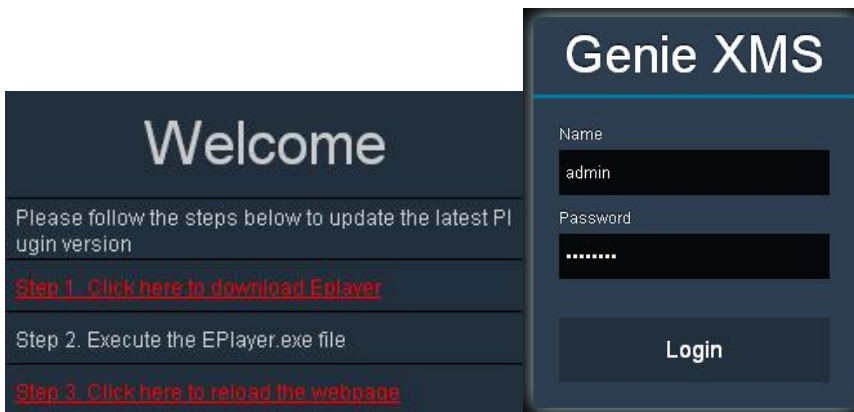 Welcome
Please follow the steps below to update the latest Pl
ugin version
Step 1. Click here to download Eplayer
Step 2. Execute the EPlayer.exe file
Step 3. Click here to reload the webpage
Genie XMS
Name
admin
Password
••••••••
Login